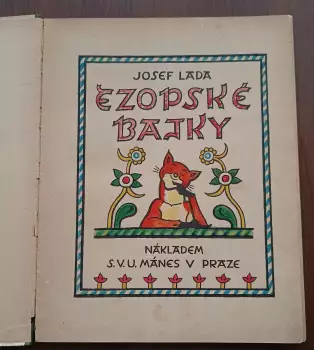 JOSEF LADA
EZOPSKÉ
BAJKY
NÁKLADEM
S.V.U. MÁNES V PRAZE